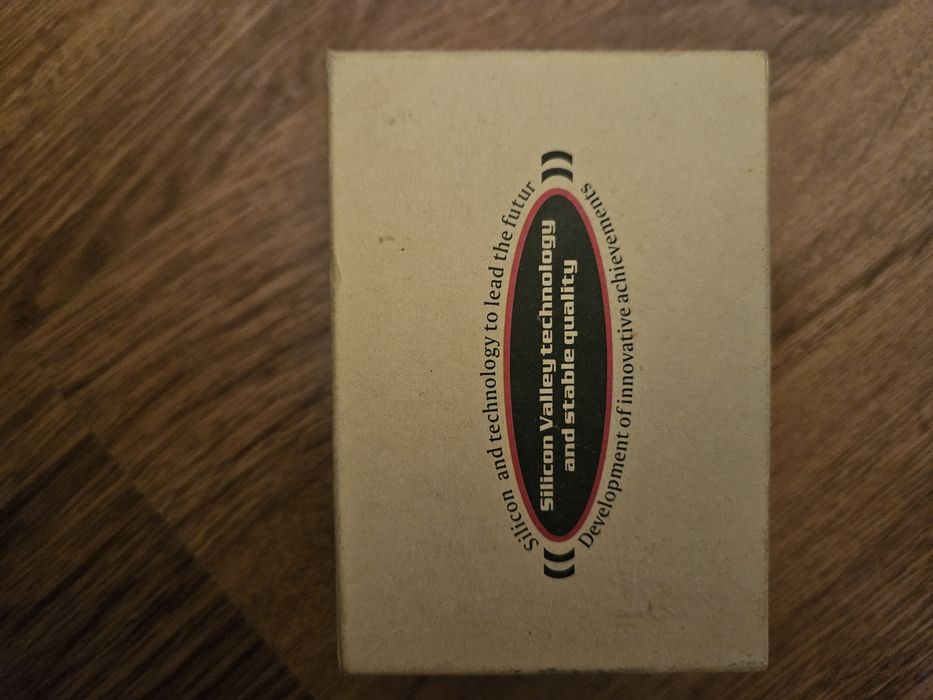 Silicon and technology to lead the futur
Silicon Valley technology
and stable quality
Development of innovative achievements